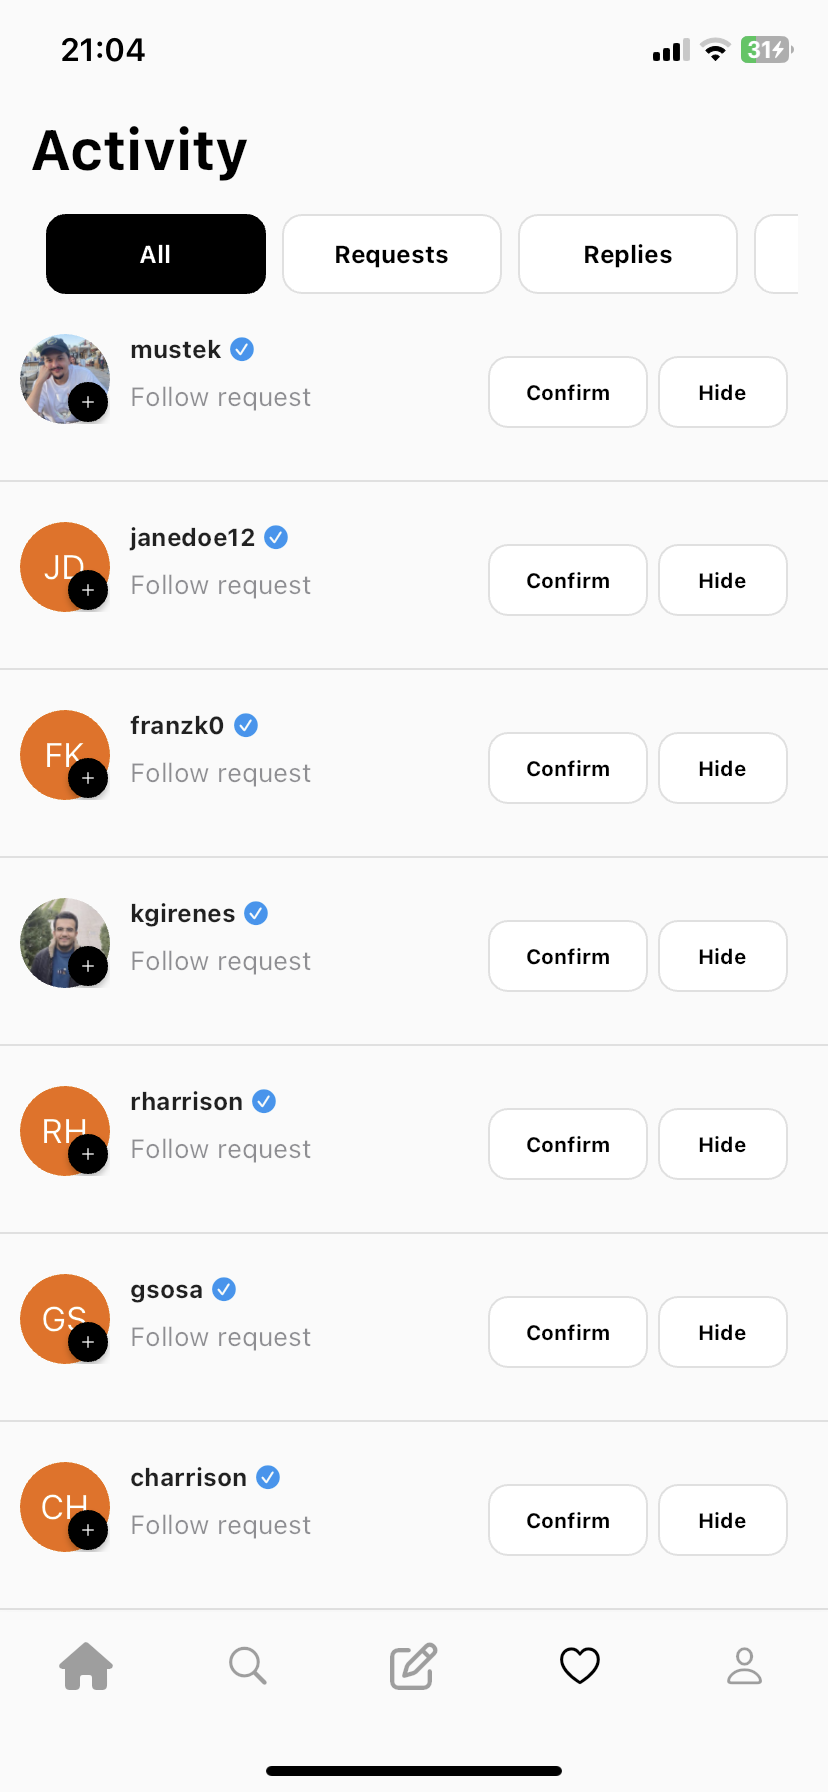 21:04
31
Activity
All Requests Replies
mustek
Follow request
Confirm Hide
JD
janedoe12
Follow request
Confirm Hide
FK
franzk0
Follow request
Confirm Hide
kgirenes
Follow request
Confirm Hide
RH
rharrison
Follow request
Confirm Hide
GS
gsosa
Follow request
Confirm Hide
CH
charrison
Follow request
Confirm Hide